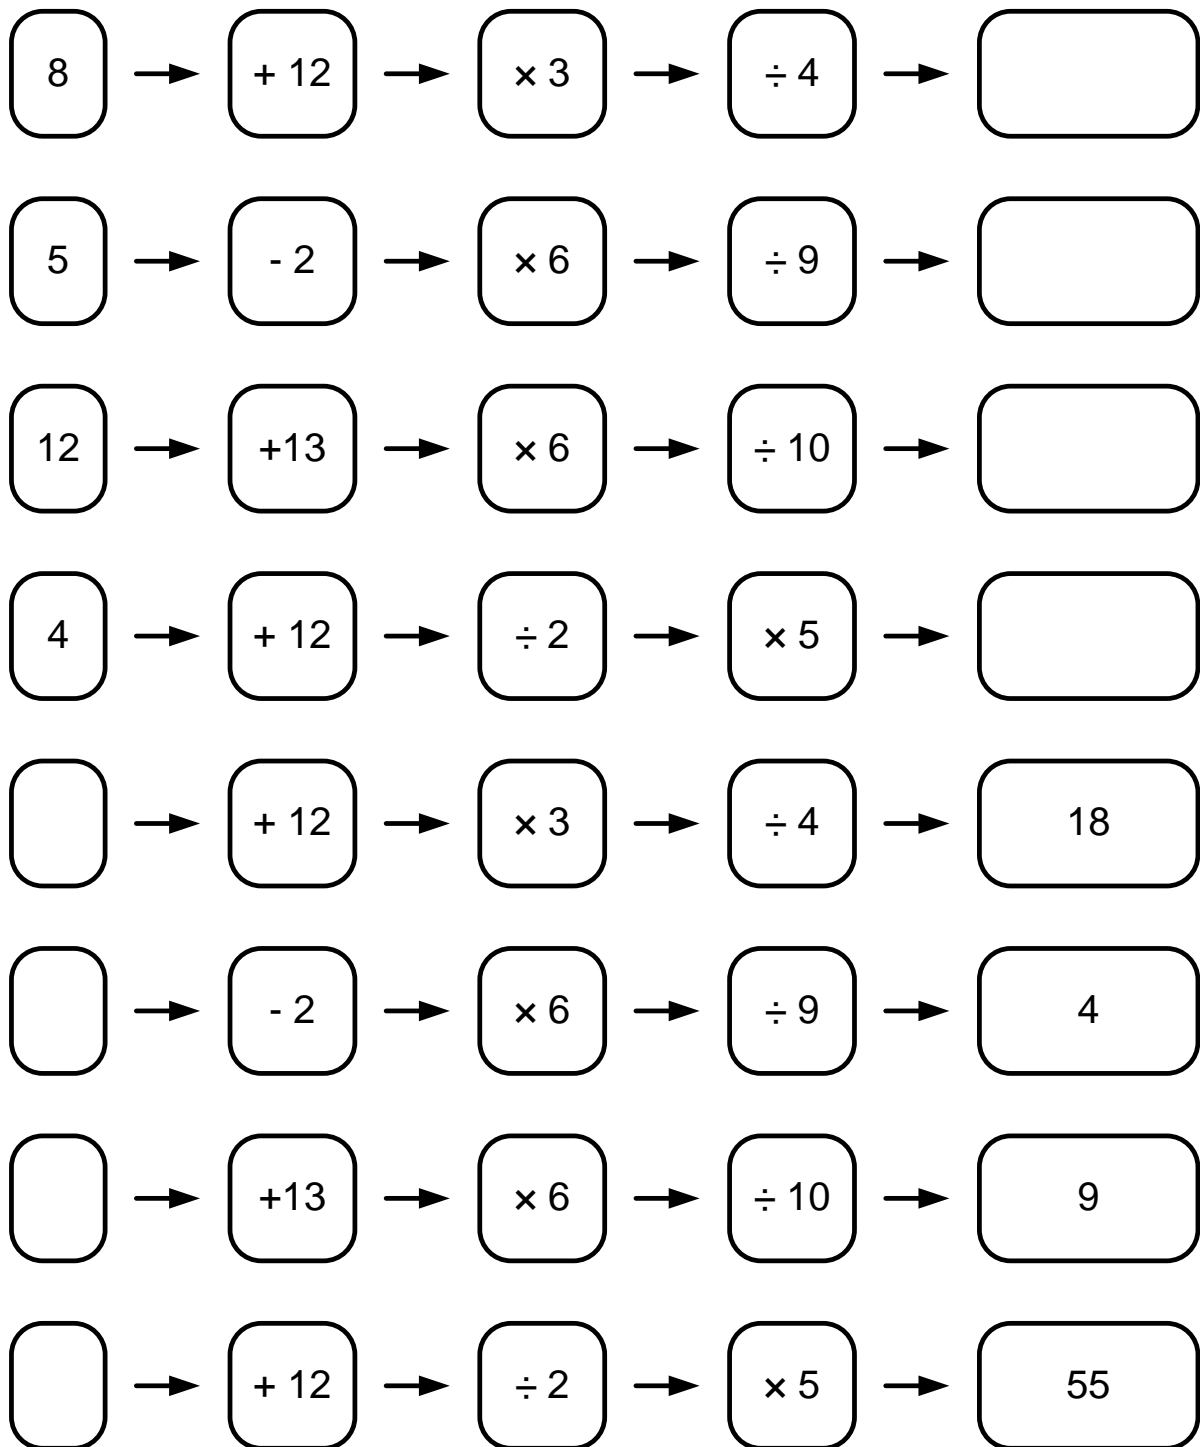 8 + 12 × 3 ÷ 4
5 - 2 × 6 ÷ 9
12 +13 × 6 ÷ 10
4 + 12 ÷ 2 × 5
+ 12 × 3 ÷ 4 18
- 2 × 6 ÷ 9 4
+13 × 6 ÷ 10 9
+ 12 ÷ 2 × 5 55